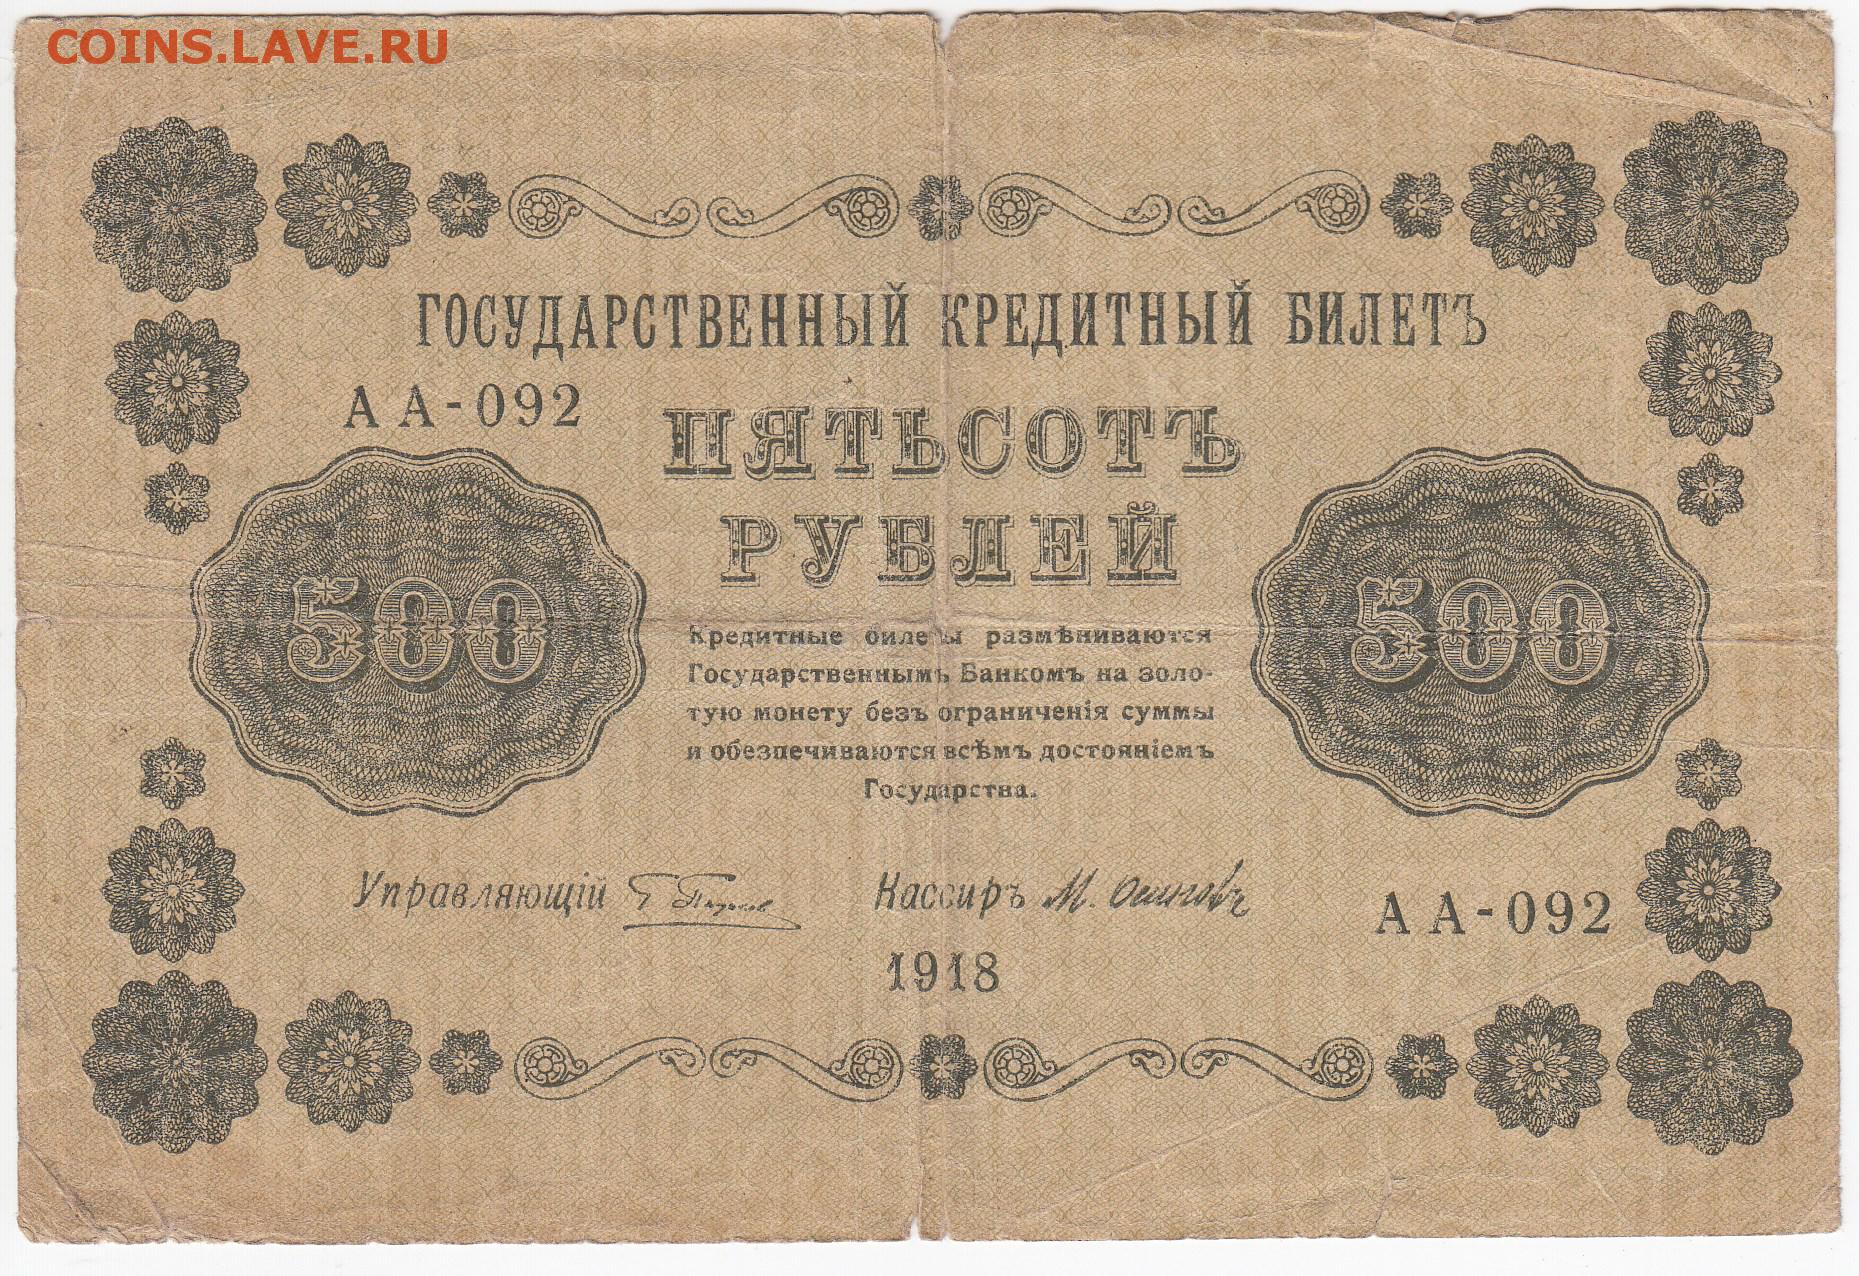 COINS.LAVE.RU
ГОСУДАРСТВЕННЫЙ КРЕДИТНЫЙ БИЛЕТЪ
АА-092
ПЯТЬСОТЪ
РУБЛЕЙ
500
500
Кредитные билеты размѣниваются
Государственнымъ Банкомъ на золо-
тую монету безъ ограниченія суммы
и обезпечиваются всѣмъ достояніемъ
Государства.
Управляющій
Кассиръ М. Осиповъ
АА-092
1918